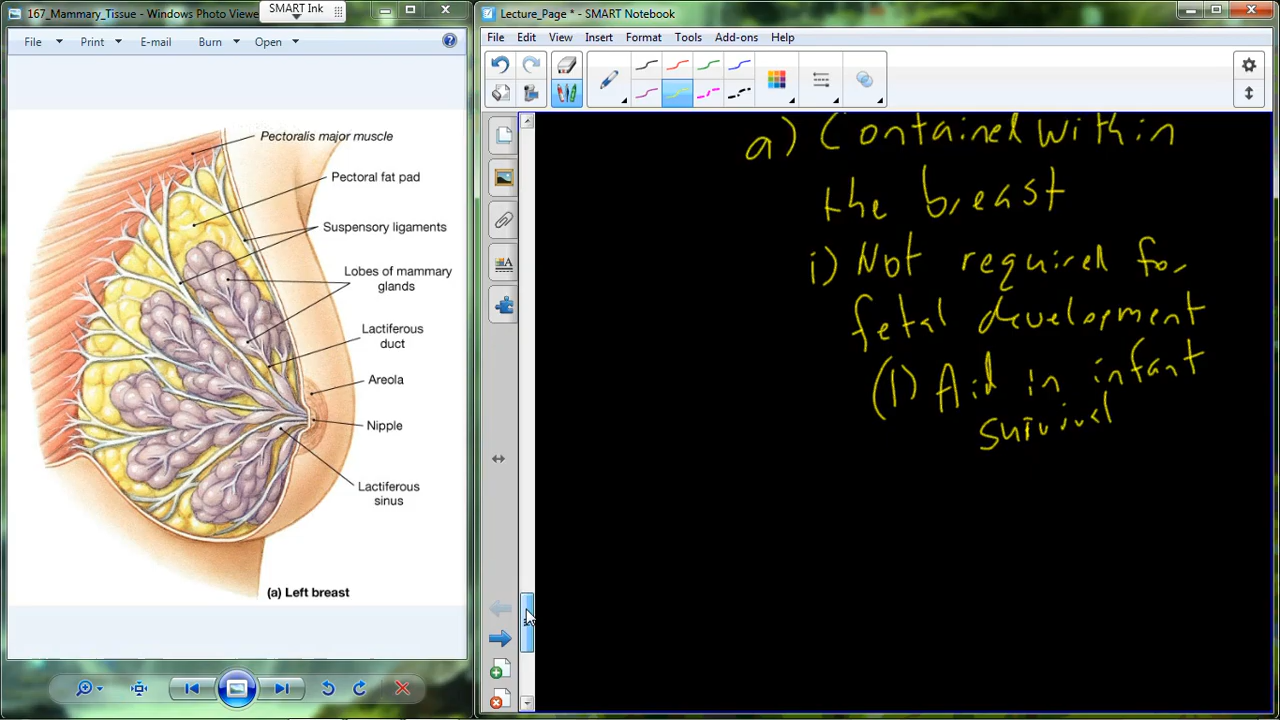 167_Mammary_Tissue - Windows Photo Viewe
SMART Ink
File Print E-mail Burn Open
Pectoralis major muscle
Pectoral fat pad
Suspensory ligaments
Lobes of mammary
glands
Lactiferous
duct
Areola
Nipple
Lactiferous
sinus
(a) Left breast
Lecture_Page * - SMART Notebook
File Edit View Insert Format Tools Add-ons Help
a) Contained within
the breast
i) Not required for
fetal development
(1) Aid in infant
survival